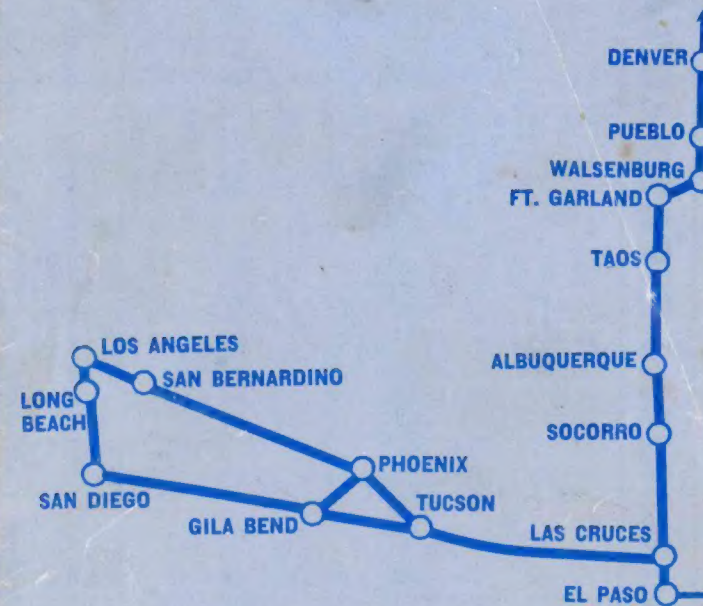 DENVER
PUEBLO
WALSENBURG
FT. GARLAND
TAOS
LOS ANGELES
ALBUQUERQUE
SAN BERNARDINO
LONG
BEACH
SOCORRO
PHOENIX
SAN DIEGO
TUCSON
GILA BEND
LAS CRUCES
EL PASO